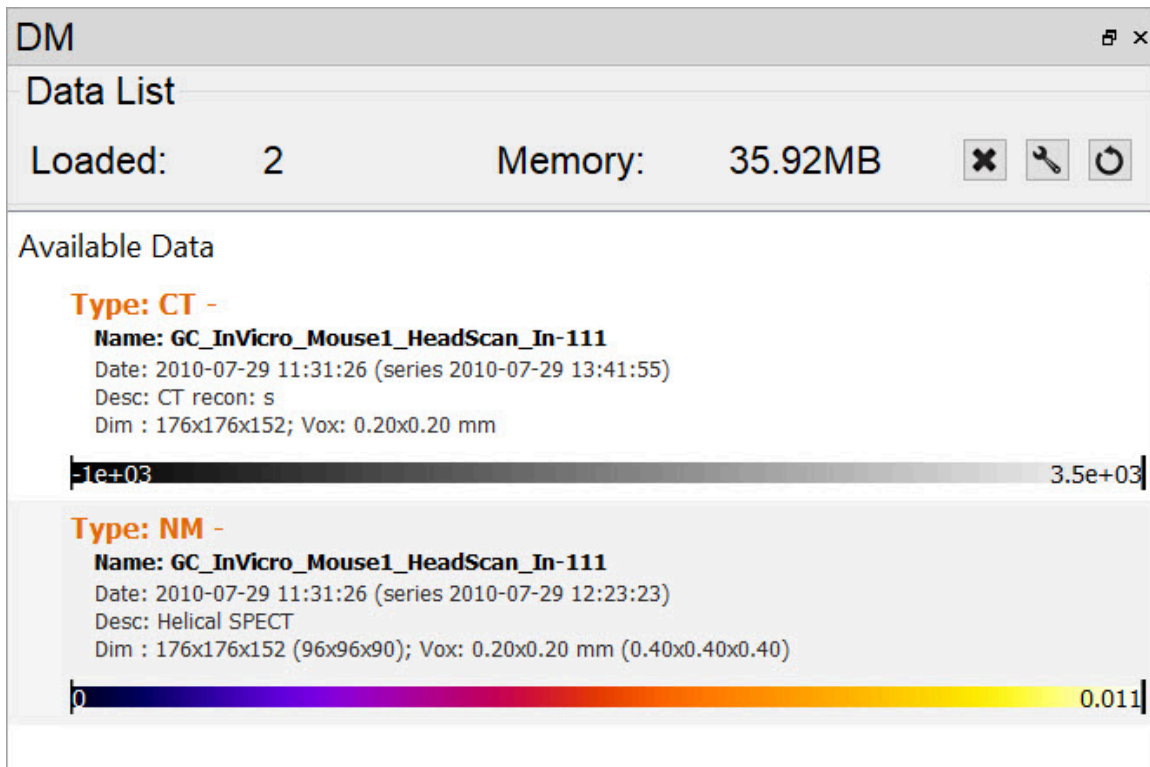 DM
Data List
Loaded: 2 Memory: 35.92MB
Available Data
Type: CT -
Name: GC_InVicro_Mouse1_HeadScan_In-111
Date: 2010-07-29 11:31:26 (series 2010-07-29 13:41:55)
Desc: CT recon: s
Dim : 176x176x152; Vox: 0.20x0.20 mm
-1e+03 3.5e+03
Type: NM -
Name: GC_InVicro_Mouse1_HeadScan_In-111
Date: 2010-07-29 11:31:26 (series 2010-07-29 12:23:23)
Desc: Helical SPECT
Dim : 176x176x152 (96x96x90); Vox: 0.20x0.20 mm (0.40x0.40x0.40)
0 0.011